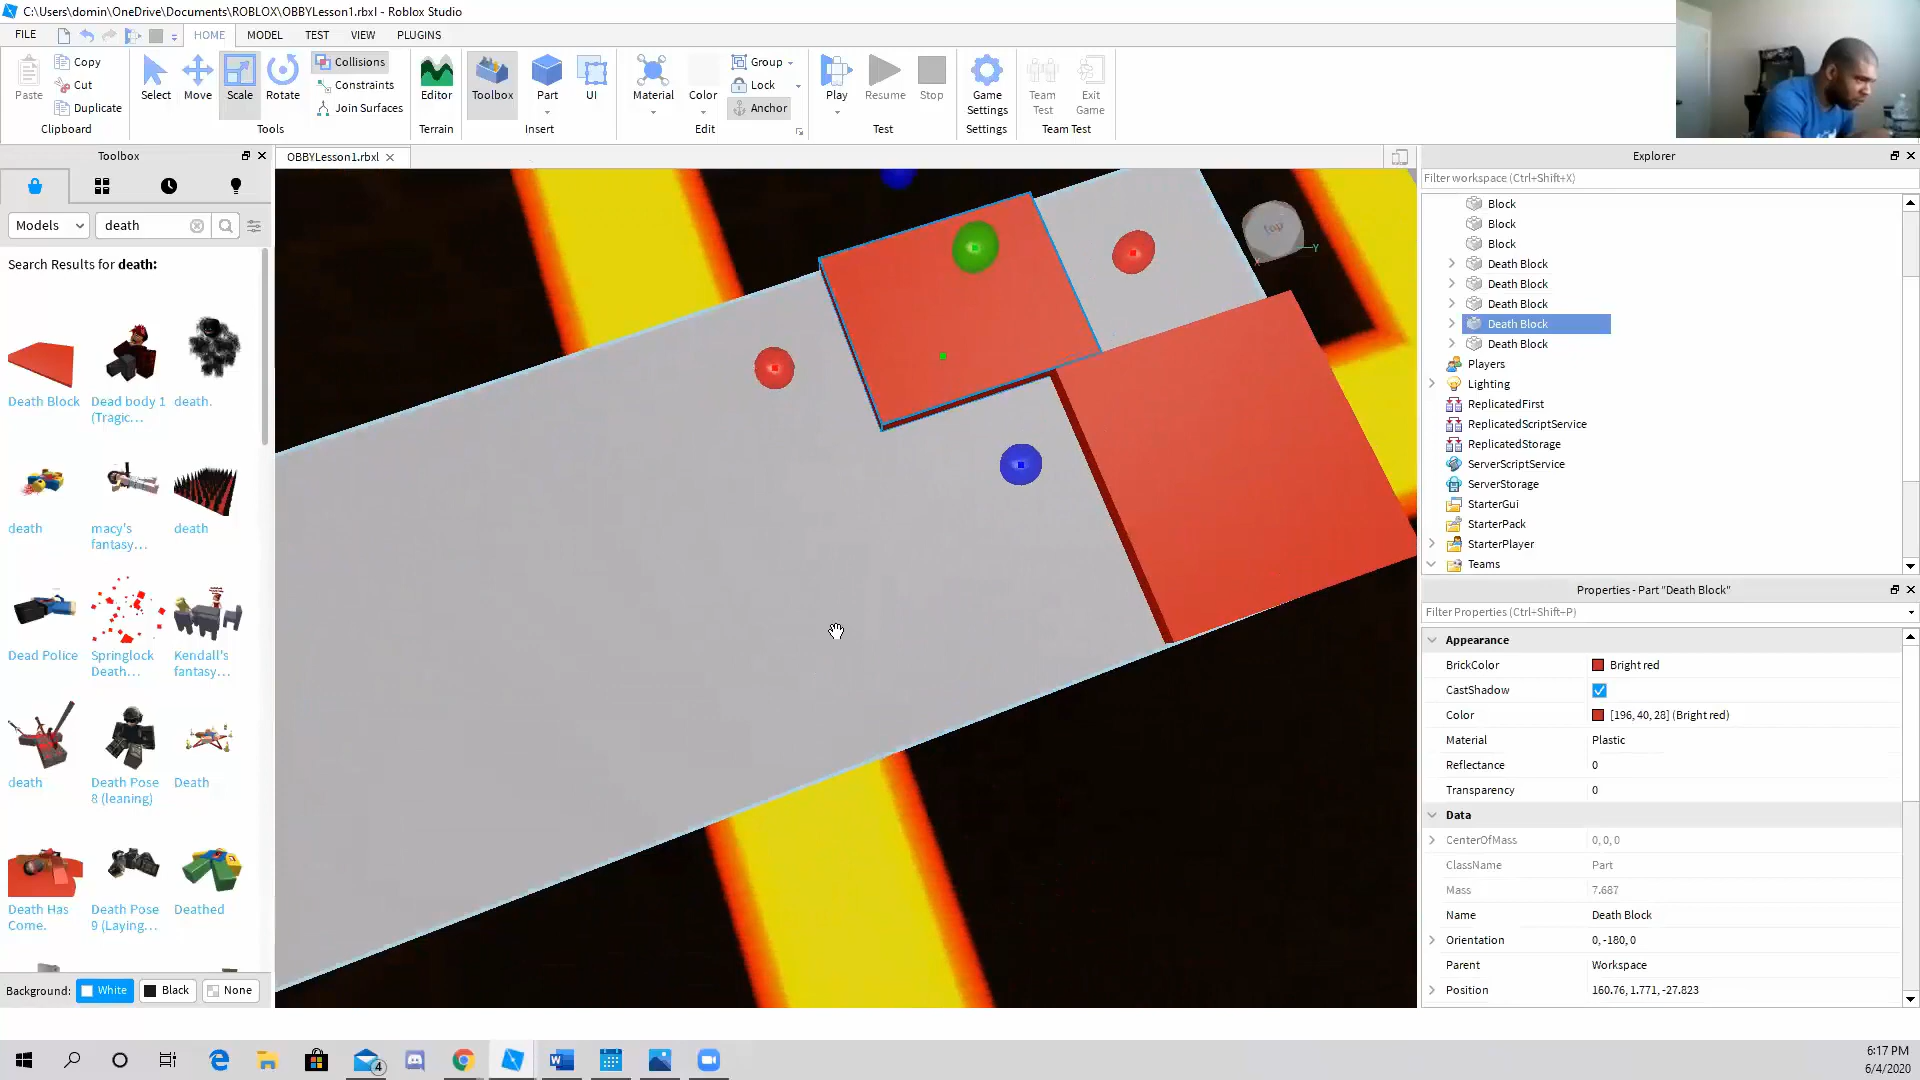 C:\Users\domin\OneDrive\Documents\ROBLOX\OBBYLesson1.rbxl - Roblox Studio
FILE HOME MODEL TEST VIEW PLUGINS
Paste Copy Cut Duplicate
Clipboard
Select Move Scale Rotate
Collisions
Constraints
Join Surfaces
Tools
Editor
Terrain
Toolbox Part UI
Insert
Material Color
Group
Lock
Anchor
Edit
Play Resume Stop
Test
Game Settings
Settings
Team Test
Exit Game
Team Test
Toolbox
OBBYLesson1.rbxl
Models
death
Search Results for death:
Death Block
Dead body 1 (Tragic...
death.
death
macy's fantasy...
death
Dead Police
Springlock Death...
Kendall's fantasy...
death
Death Pose 8 (leaning)
Death
Death Has Come.
Death Pose 9 (Laying...
Deathed
Background: White Black None
top
Y
Explorer
Filter workspace (Ctrl+Shift+X)
Block
Block
Block
Death Block
Death Block
Death Block
Death Block
Death Block
Players
Lighting
ReplicatedFirst
ReplicatedScriptService
ReplicatedStorage
ServerScriptService
ServerStorage
StarterGui
StarterPack
StarterPlayer
Teams
Properties - Part "Death Block"
Filter Properties (Ctrl+Shift+P)
Appearance
BrickColor Bright red
CastShadow
Color [196, 40, 28] (Bright red)
Material Plastic
Reflectance 0
Transparency 0
Data
CenterOfMass 0, 0, 0
ClassName Part
Mass 7.687
Name Death Block
Orientation 0, -180, 0
Parent Workspace
Position 160.76, 1.771, -27.823
4
6:17 PM
6/4/2020